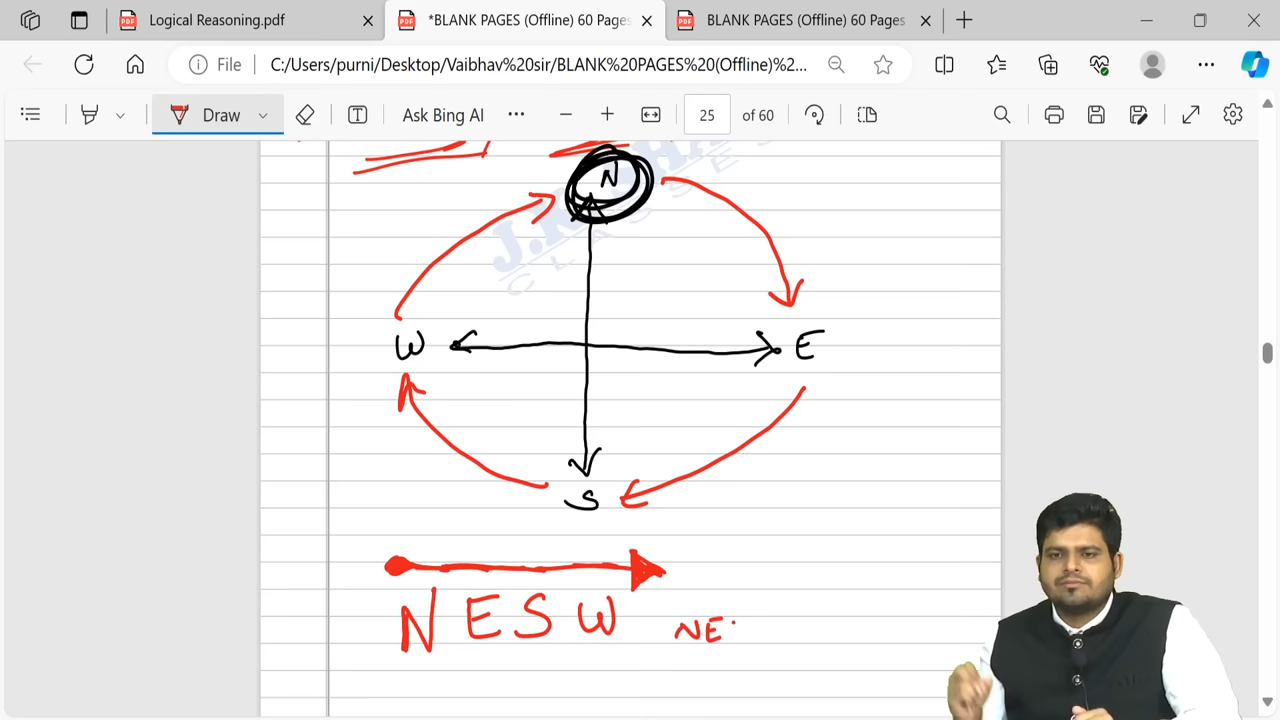 Logical Reasoning.pdf
*BLANK PAGES (Offline) 60 Pages
BLANK PAGES (Offline) 60 Pages
File C:/Users/purni/Desktop/Vaibhav%20sir/BLANK%20PAGES%20(Offline)%2...
Draw
Ask Bing AI
25 of 60
N
W
E
S
N E S W
NE